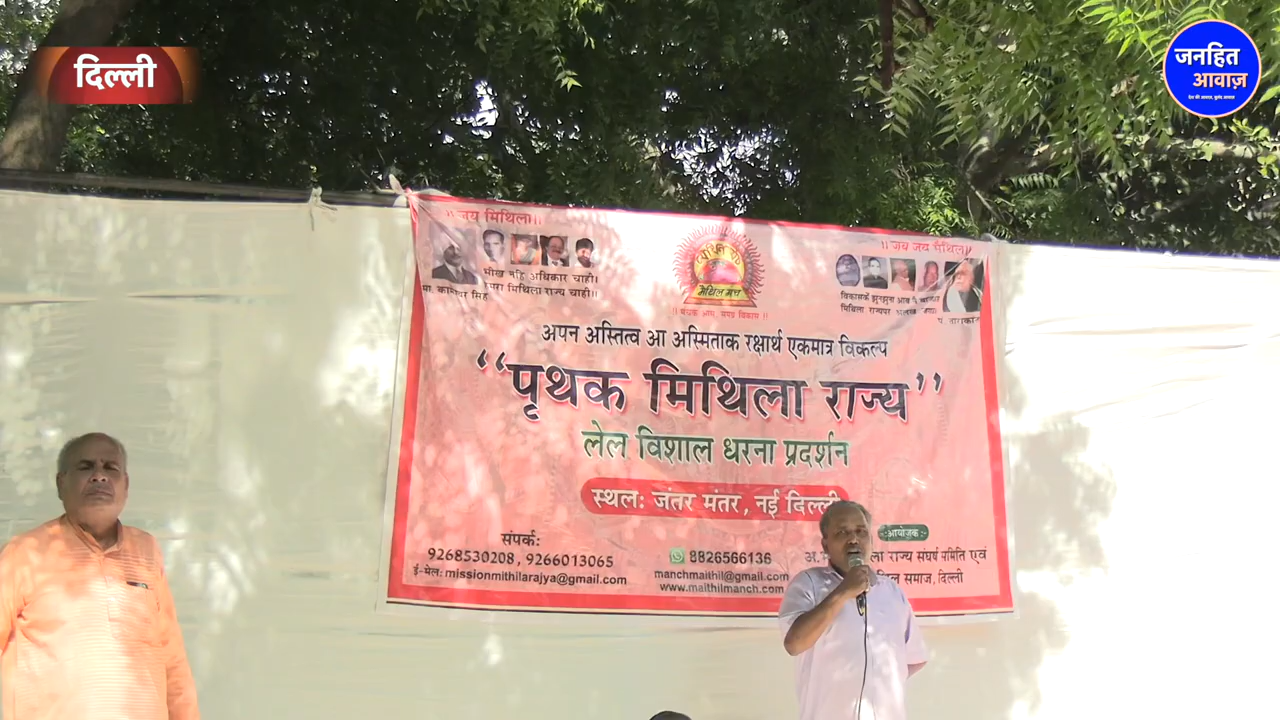 दिल्ली
जनहित
आवाज़
।। जय मिथिला ।।
भीख नहि अधिकार चाही।
हमरा मिथिला राज्य चाही।।
।। जय जय मैथिल
मैथिल मंच
अपन अस्तित्व आ अस्मिताक रक्षार्थ एकमात्र विकल्प
“पृथक मिथिला राज्य”
लेल विशाल धरना प्रदर्शन
स्थल: जंतर मंतर, नई दिल्ली
संपर्क:
9268530208, 9266013065
ई-मेल: missionmithilarajya@gmail.com
8826566136
manchmaithil@gmail.com
www.maithilmanch.com
-:आयोजक:-
राज्य संघर्ष समिति एवं
समाज, दिल्ली